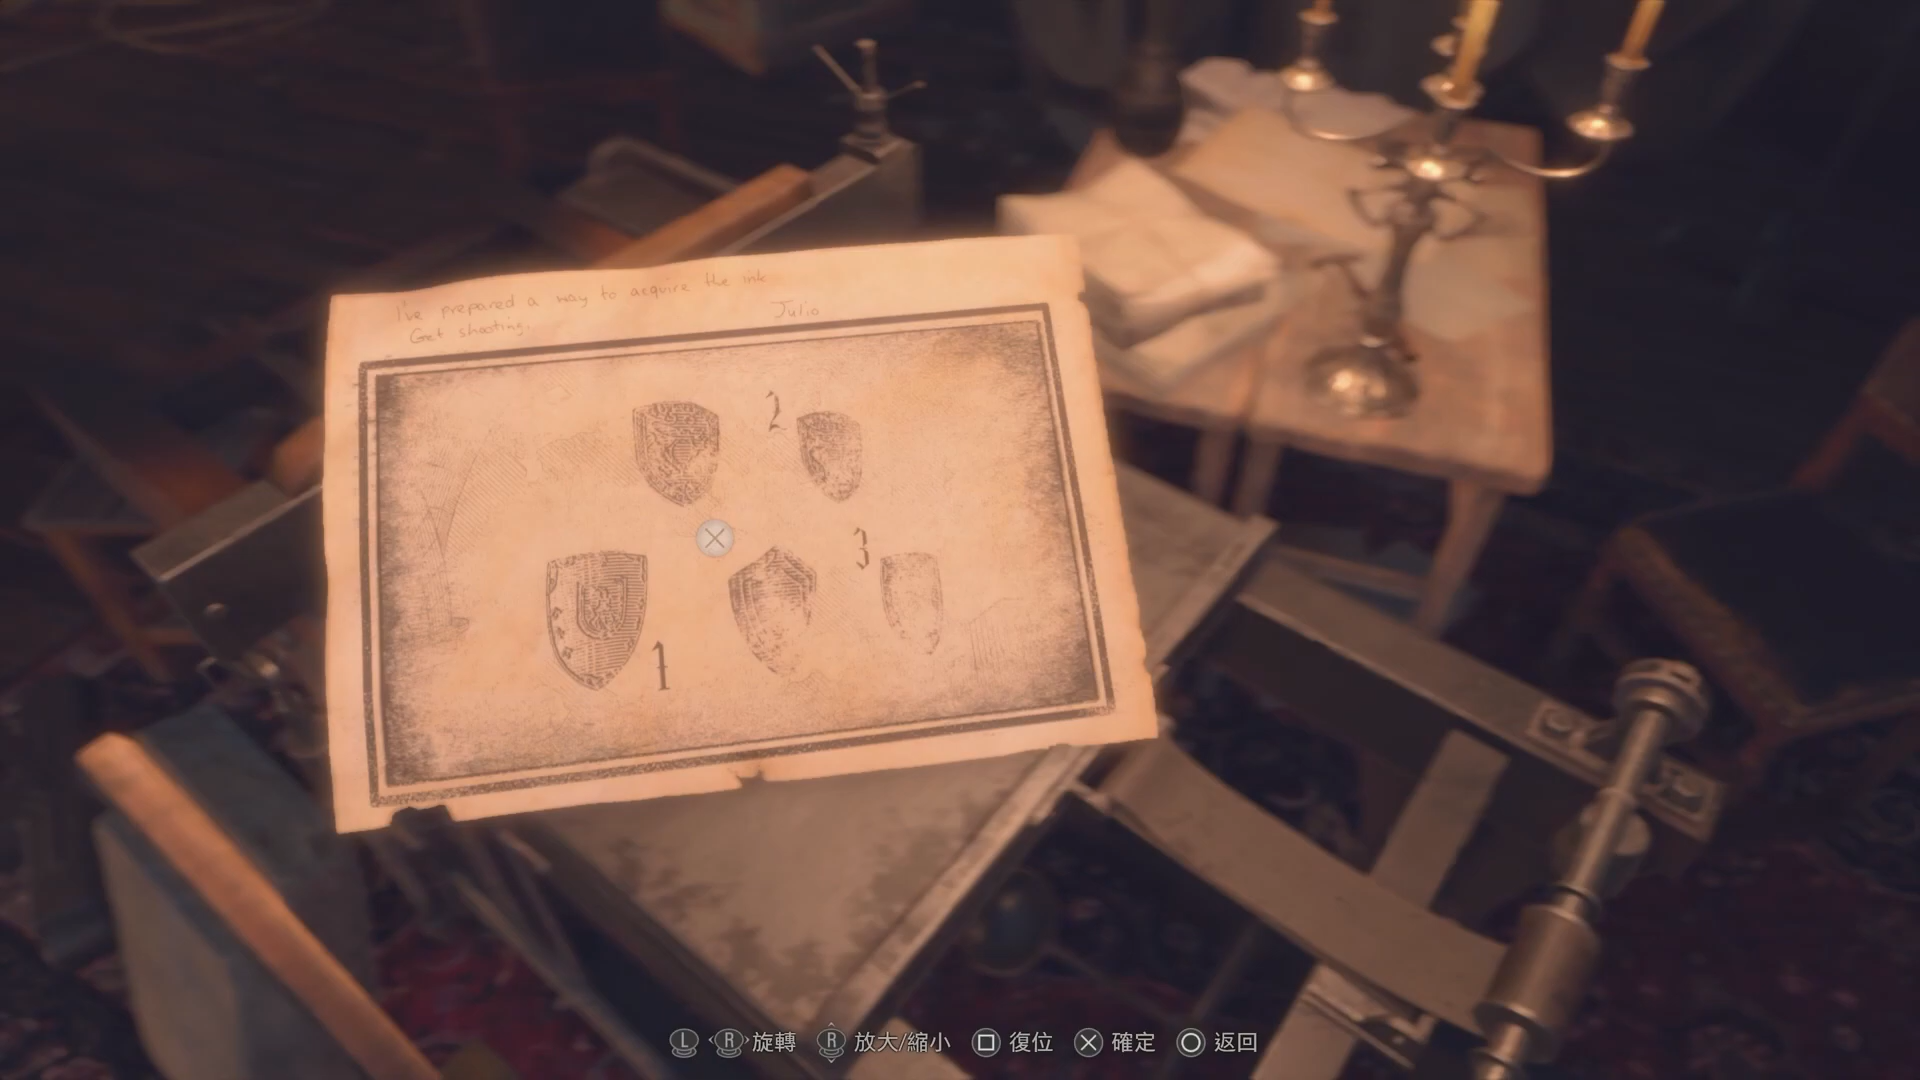 I've prepared a way to acquire the ink
Get shooting.
Julio
2
3
1
L R 旋轉 R 放大/縮小 復位 確定 返回